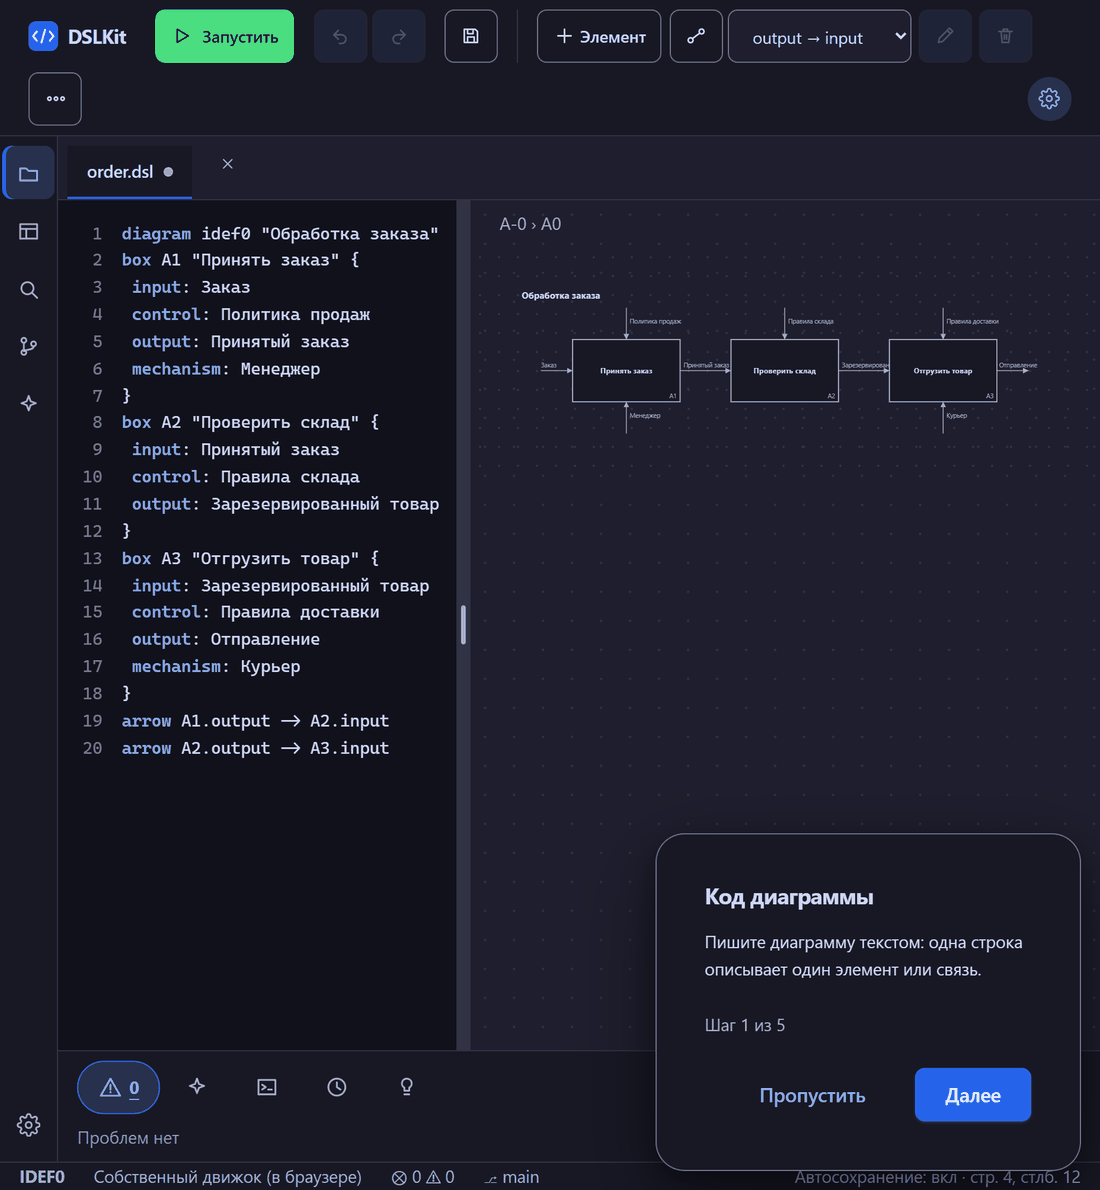 DSLKit
Запустить
Элемент
output → input
order.dsl
1 diagram idef0 "Обработка заказа"
2 box A1 "Принять заказ" {
3 input: Заказ
4 control: Политика продаж
5 output: Принятый заказ
6 mechanism: Менеджер
7 }
8 box A2 "Проверить склад" {
9 input: Принятый заказ
10 control: Правила склада
11 output: Зарезервированный товар
12 }
13 box A3 "Отгрузить товар" {
14 input: Зарезервированный товар
15 control: Правила доставки
16 output: Отправление
17 mechanism: Курьер
18 }
19 arrow A1.output —> A2.input
20 arrow A2.output —> A3.input
A-0 › A0
Обработка заказа
Политика продаж
Правила склада
Правила доставки
Заказ
Принять заказ
A1
Принятый заказ
Проверить склад
A2
Зарезервирован
Отгрузить товар
A3
Отправление
Менеджер
Курьер
Код диаграммы
Пишите диаграмму текстом: одна строка
описывает один элемент или связь.
Шаг 1 из 5
Пропустить
Далее
0
Проблем нет
IDEF0
Собственный движок (в браузере)
0
0
main
Автосохранение: вкл · стр. 4, стлб. 12